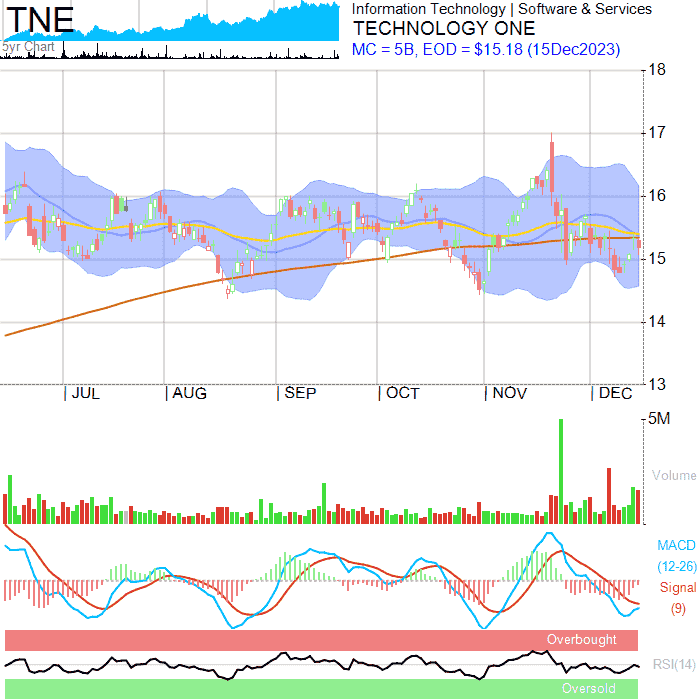 TNE
5yr Chart
Information Technology | Software & Services
TECHNOLOGY ONE
MC = 5B, EOD = $15.18 (15Dec2023)
18
17
16
15
14
13
| JUL
| AUG
| SEP
| OCT
| NOV
| DEC
5M
Volume
MACD
(12-26)
Signal
(9)
Overbought
RSI(14)
Oversold